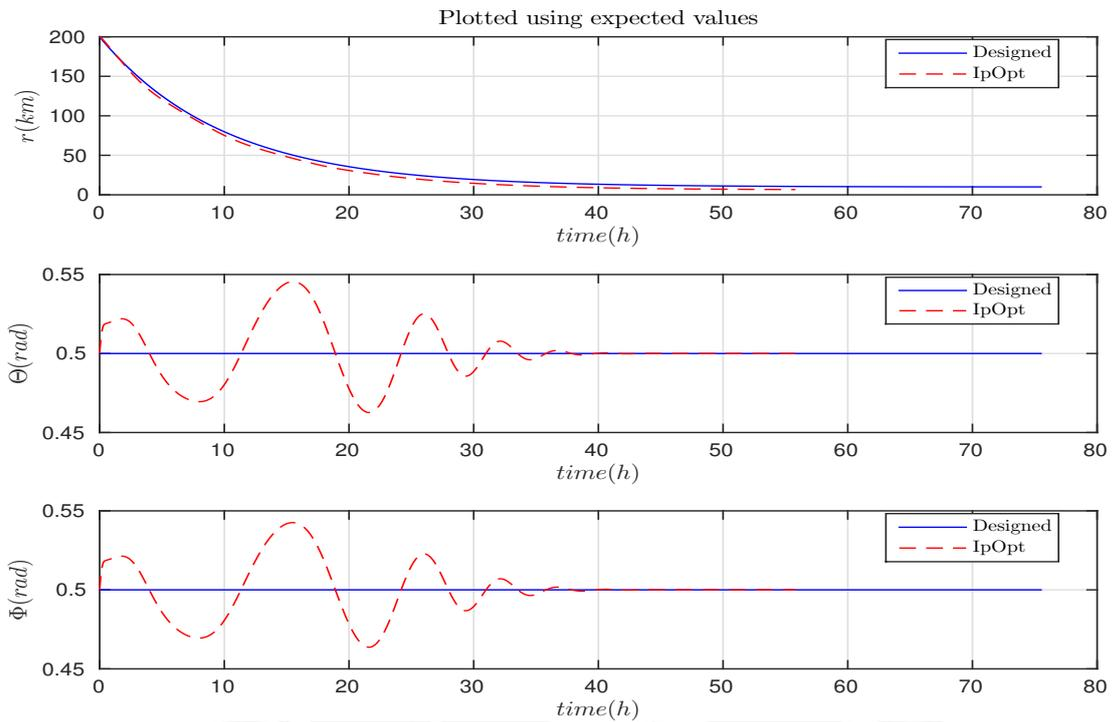 Plotted using expected values
200
150
100
50
0
r(km)
Designed
IpOpt
0 10 20 30 40 50 60 70 80
time(h)
0.55
0.5
0.45
Θ(rad)
Designed
IpOpt
0 10 20 30 40 50 60 70 80
time(h)
0.55
0.5
0.45
Φ(rad)
Designed
IpOpt
0 10 20 30 40 50 60 70 80
time(h)